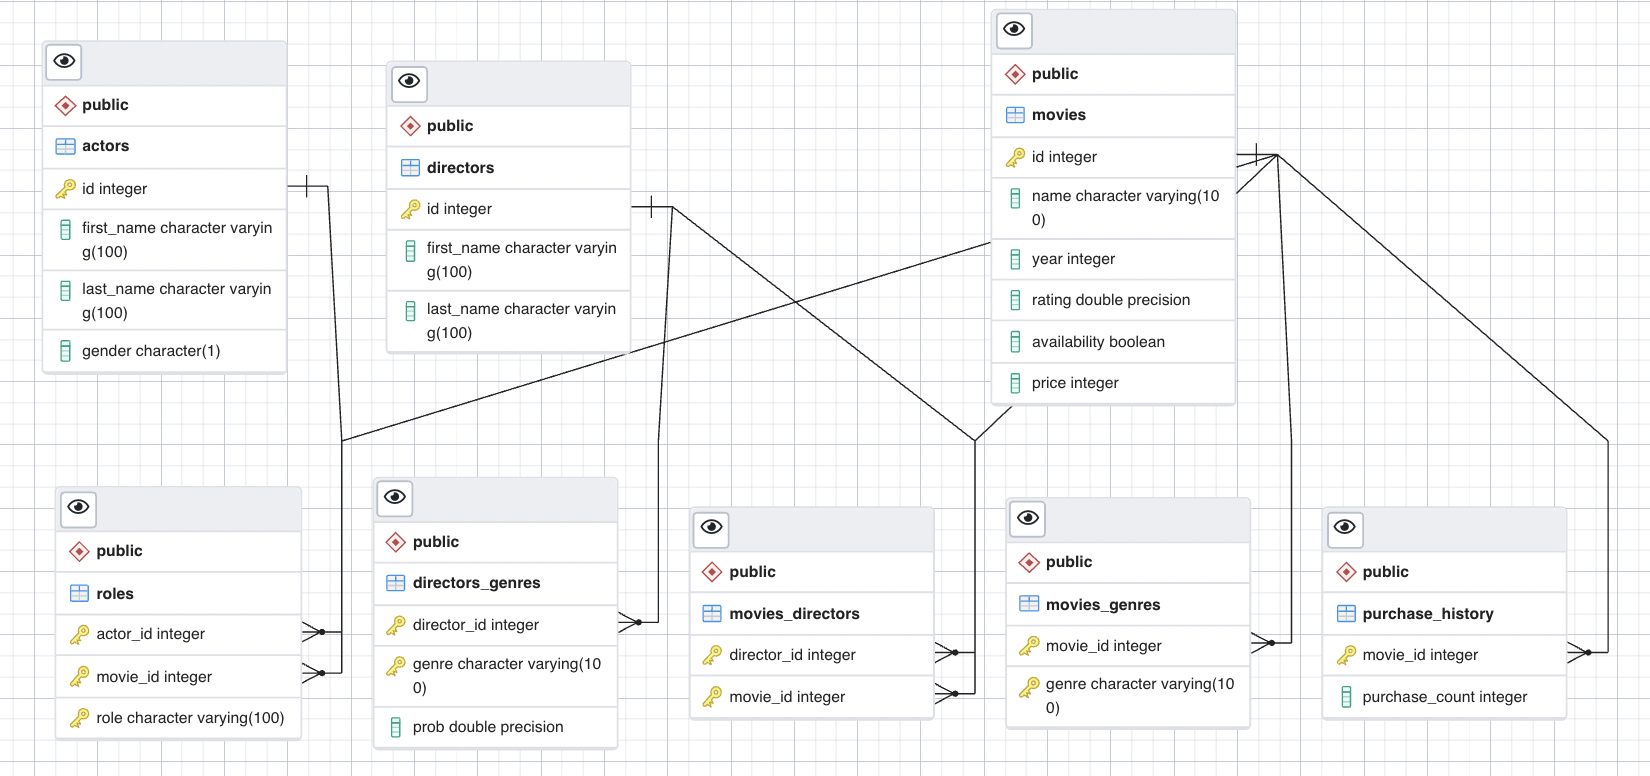 public
actors
id integer
first_name character varyin
g(100)
last_name character varyin
g(100)
gender character(1)
public
directors
id integer
first_name character varyin
g(100)
last_name character varyin
g(100)
public
movies
id integer
name character varying(10
0)
year integer
rating double precision
availability boolean
price integer
public
roles
actor_id integer
movie_id integer
role character varying(100)
public
directors_genres
director_id integer
genre character varying(10
0)
prob double precision
public
movies_directors
director_id integer
movie_id integer
public
movies_genres
movie_id integer
genre character varying(10
0)
public
purchase_history
movie_id integer
purchase_count integer